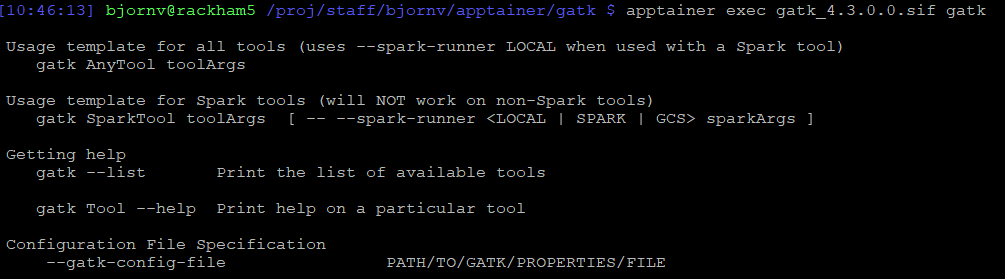 [10:46:13] bjornv@rackham5 /proj/staff/bjornv/apptainer/gatk $ apptainer exec gatk_4.3.0.0.sif gatk
Usage template for all tools (uses --spark-runner LOCAL when used with a Spark tool)
gatk AnyTool toolArgs
Usage template for Spark tools (will NOT work on non-Spark tools)
gatk SparkTool toolArgs [ -- --spark-runner <LOCAL | SPARK | GCS> sparkArgs ]
Getting help
gatk --list Print the list of available tools
gatk Tool --help Print help on a particular tool
Configuration File Specification
--gatk-config-file PATH/TO/GATK/PROPERTIES/FILE